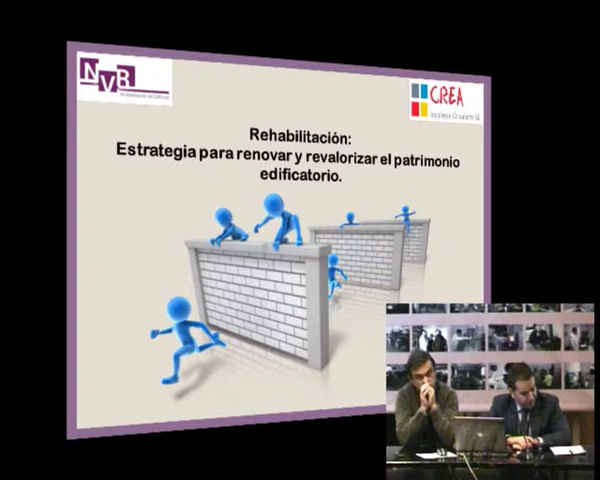 NVB
CREA
Rehabilitación:
Estrategia para renovar y revalorizar el patrimonio
edificatorio.